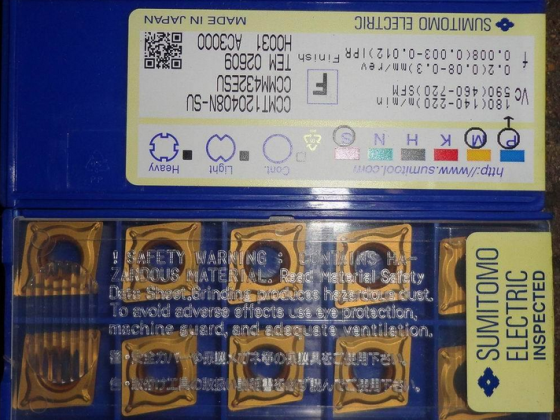 http://www.sumitool.com
P M K H N S
Cont. Light Heavy
VC 180(140-220)m/min
590(460-720)SFM
f 0.2(0.08-0.3)mm/rev
0.008(0.003-0.012)IPR
F
Finish
CCMT120408N-SU
CCMM432ESU
TEM 02609
H0031 AC3000
SUMITOMO ELECTRIC MADE IN JAPAN
! SAFETY WARNING : CONTAINS HA-
ZARDOUS MATERIAL. Read Material Safety
Data Sheet. Grinding produces hazardous dust.
To avoid adverse effects use eye protection,
machine guard, and adequate ventilation.
SUMITOMO
ELECTRIC
INSPECTED